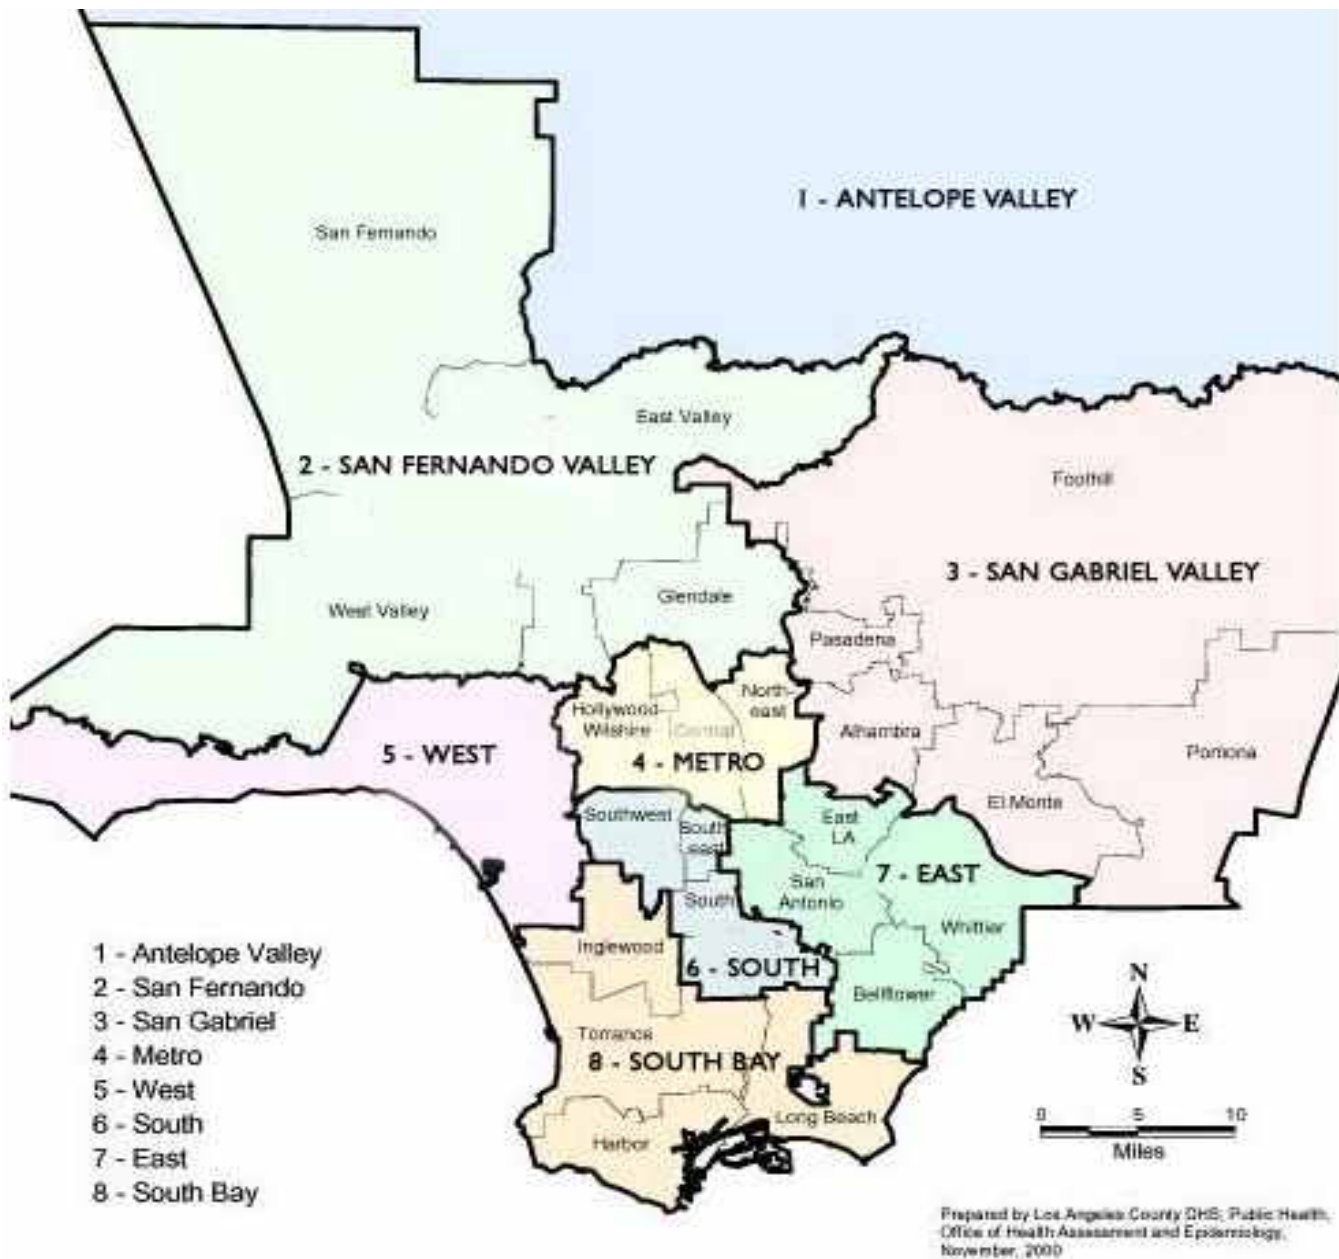 1 - ANTELOPE VALLEY
San Fernando
East Valley
2 - SAN FERNANDO VALLEY
Foothill
3 - SAN GABRIEL VALLEY
Glendale
West Valley
Pasadena
North-
east
Hollywood
Wilshire
Central
Alhambra
5 - WEST
4 - METRO
Pomona
El Monte
Southwest
South
east
East
LA
7 - EAST
San
Antonio
South
Whittier
Inglewood
6 - SOUTH
Bellflower
Torrance
8 - SOUTH BAY
Long Beach
Harbor
1 - Antelope Valley
2 - San Fernando
3 - San Gabriel
4 - Metro
5 - West
6 - South
7 - East
8 - South Bay
N
W E
S
0 5 10
Miles
Prepared by Los Angeles County DHS, Public Health,
Office of Health Assessment and Epidemiology,
November, 2000